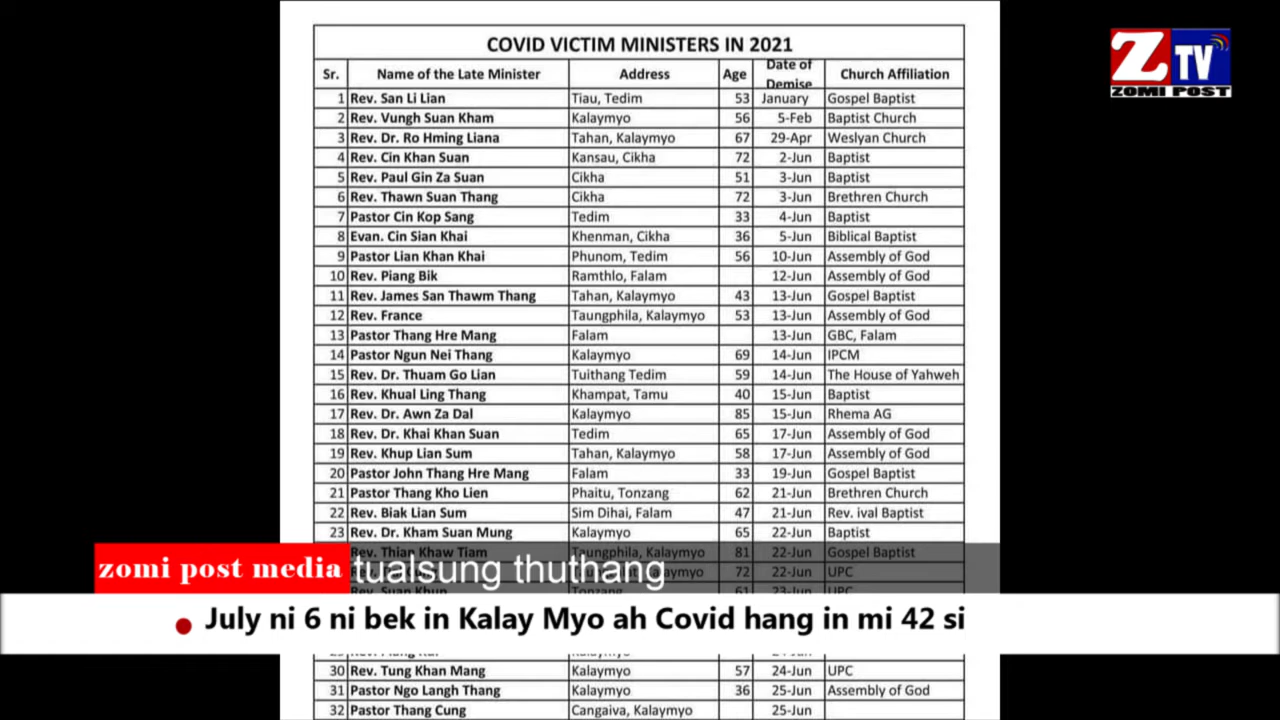 COVID VICTIM MINISTERS IN 2021
Sr. Name of the Late Minister Address Age Date of Demise Church Affiliation
1 Rev. San Li Lian Tiau, Tedim 53 January Gospel Baptist
2 Rev. Vungh Suan Kham Kalaymyo 56 5-Feb Baptist Church
3 Rev. Dr. Ro Hming Liana Tahan, Kalaymyo 67 29-Apr Weslyan Church
4 Rev. Cin Khan Suan Kansau, Cikha 72 2-Jun Baptist
5 Rev. Paul Gin Za Suan Cikha 51 3-Jun Baptist
6 Rev. Thawn Suan Thang Cikha 72 3-Jun Brethren Church
7 Pastor Cin Kop Sang Tedim 33 4-Jun Baptist
8 Evan. Cin Sian Khai Khenman, Cikha 36 5-Jun Biblical Baptist
9 Pastor Lian Khan Khai Phunom, Tedim 56 10-Jun Assembly of God
10 Rev. Piang Bik Ramthlo, Falam 12-Jun Assembly of God
11 Rev. James San Thawm Thang Tahan, Kalaymyo 43 13-Jun Gospel Baptist
12 Rev. France Taungphila, Kalaymyo 53 13-Jun Assembly of God
13 Pastor Thang Hre Mang Falam 13-Jun GBC, Falam
14 Pastor Ngun Nei Thang Kalaymyo 69 14-Jun IPCM
15 Rev. Dr. Thuam Go Lian Tuithang Tedim 59 14-Jun The House of Yahweh
16 Rev. Khual Ling Thang Khampat, Tamu 40 15-Jun Baptist
17 Rev. Dr. Awn Za Dal Kalaymyo 85 15-Jun Rhema AG
18 Rev. Dr. Khai Khan Suan Tedim 65 17-Jun Assembly of God
19 Rev. Khup Lian Sum Tahan, Kalaymyo 58 17-Jun Assembly of God
20 Pastor John Thang Hre Mang Falam 33 19-Jun Gospel Baptist
21 Pastor Thang Kho Lien Phaitu, Tonzang 62 21-Jun Brethren Church
22 Rev. Biak Lian Sum Sim Dihai, Falam 47 21-Jun Rev. ival Baptist
23 Rev. Dr. Kham Suan Mung Kalaymyo 65 22-Jun Baptist
Rev. Thian Khaw Tiam Taungphila, Kalaymyo 81 22-Jun Gospel Baptist
72 22-Jun UPC
zomi post media tualsung thuthang
July ni 6 ni bek in Kalay Myo ah Covid hang in mi 42 si
30 Rev. Tung Khan Mang Kalaymyo 57 24-Jun UPC
31 Pastor Ngo Langh Thang Kalaymyo 36 25-Jun Assembly of God
32 Pastor Thang Cung Cangaiva, Kalaymyo 25-Jun
Z TV
ZOMI POST